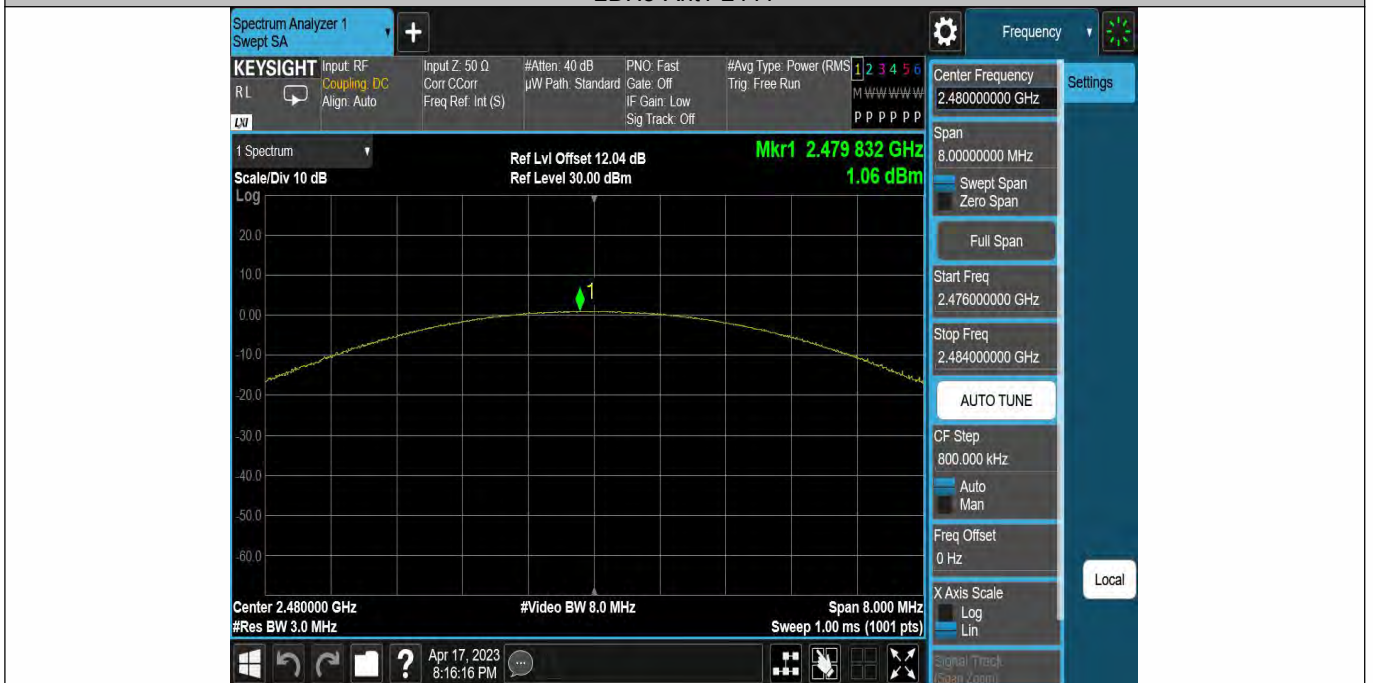 Spectrum Analyzer 1
Swept SA
+
Frequency
KEYSIGHT
RL
LXI
Input: RF
Coupling: DC
Align: Auto
Input Z: 50 Ω
Corr CCorr
Freq Ref: Int (S)
#Atten: 40 dB
µW Path: Standard
PNO: Fast
Gate: Off
IF Gain: Low
Sig Track: Off
#Avg Type: Power (RMS
Trig: Free Run
1 2 3 4 5 6
M W W W W W
P P P P P P
Center Frequency
2.480000000 GHz
Settings
Span
8.00000000 MHz
Swept Span
Zero Span
Full Span
Start Freq
2.476000000 GHz
Stop Freq
2.484000000 GHz
AUTO TUNE
CF Step
800.000 kHz
Auto
Man
Freq Offset
0 Hz
X Axis Scale
Log
Lin
Signal Track
(Span Zoom)
Local
1 Spectrum
Scale/Div 10 dB
Log
Ref Lvl Offset 12.04 dB
Ref Level 30.00 dBm
Mkr1 2.479 832 GHz
1.06 dBm
20.0
10.0
0.00
-10.0
-20.0
-30.0
-40.0
-50.0
-60.0
1
Center 2.480000 GHz
#Res BW 3.0 MHz
#Video BW 8.0 MHz
Span 8.000 MHz
Sweep 1.00 ms (1001 pts)
?
Apr 17, 2023
8:16:16 PM